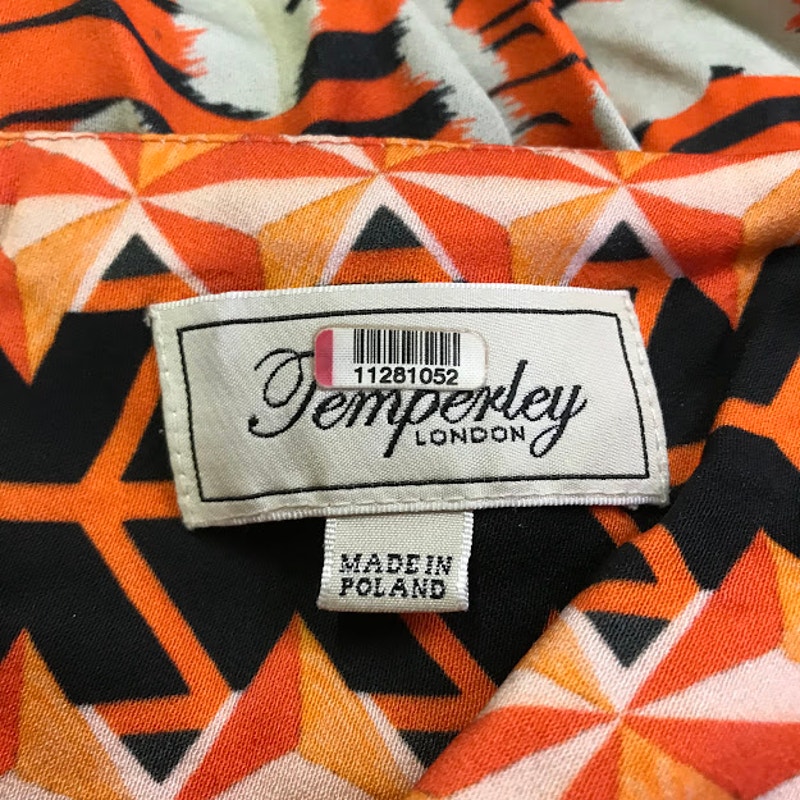 11281052
Temperley
LONDON
MADE IN
POLAND